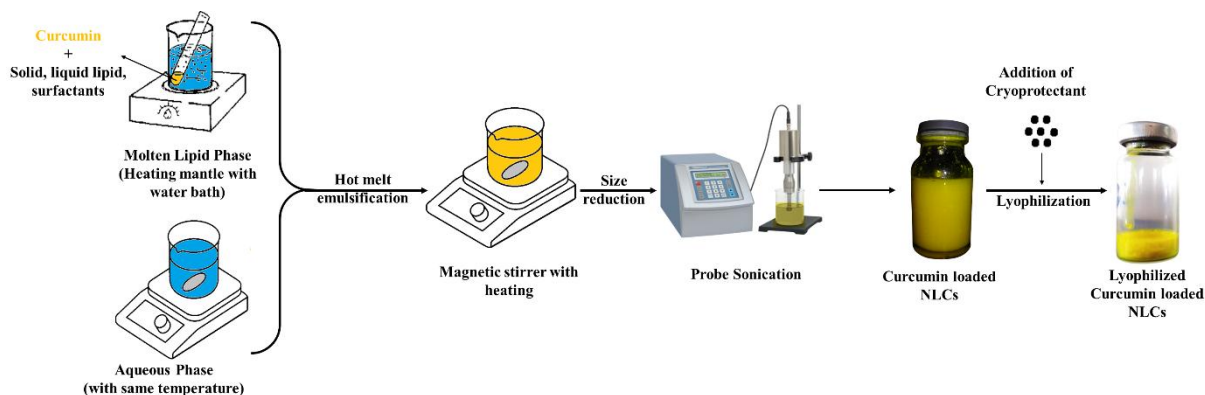 Curcumin
+
Solid, liquid lipid,
surfactants
Molten Lipid Phase
(Heating mantle with
water bath)
Aqueous Phase
(with same temperature)
Hot melt
emulsification
Magnetic stirrer with
heating
Size
reduction
Probe Sonication
Curcumin loaded
NLCs
Addition of
Cryoprotectant
Lyophilization
Lyophilized
Curcumin loaded
NLCs